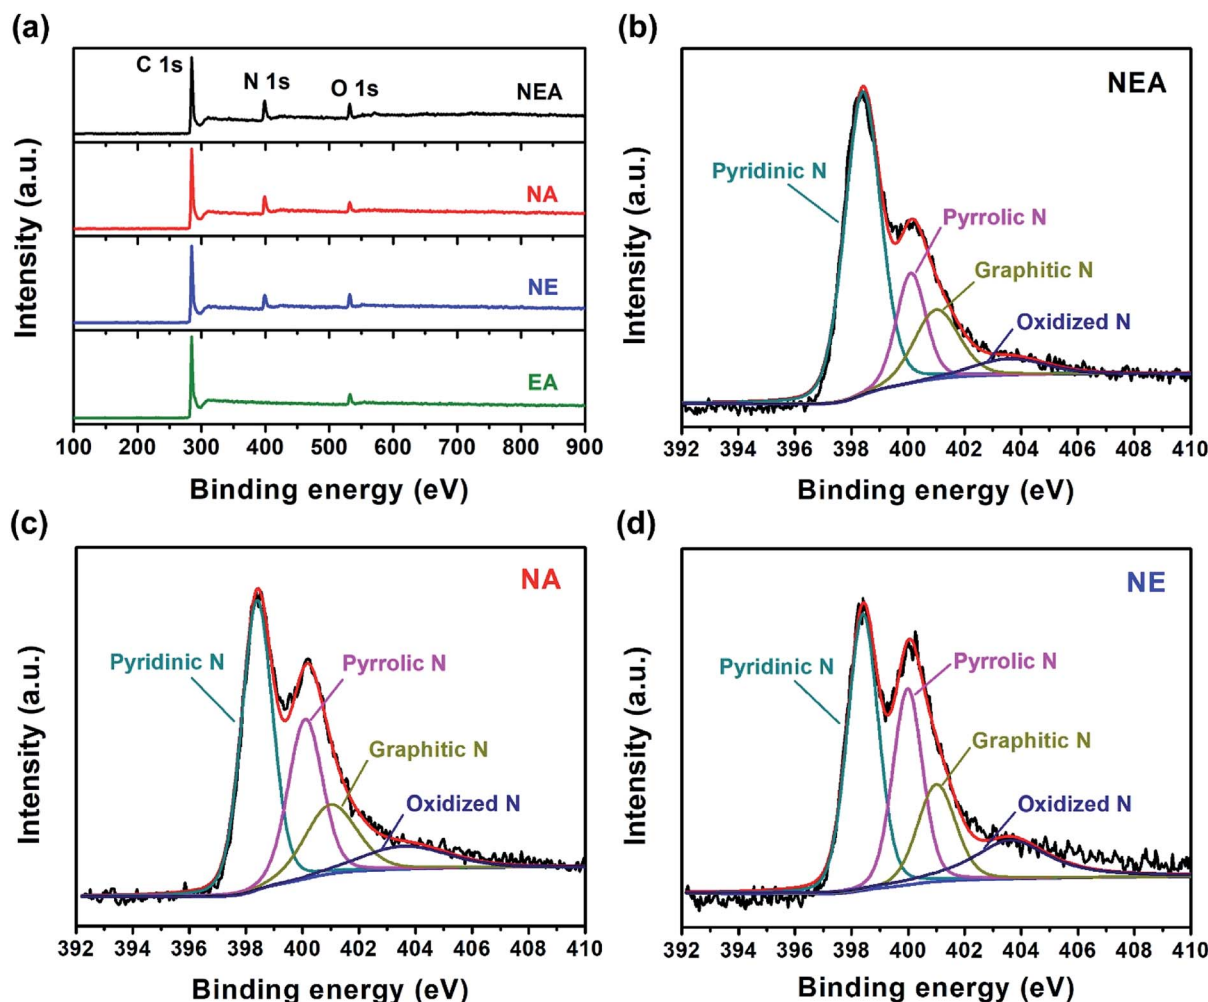 (a)
C 1s
N 1s
O 1s
NEA
NA
NE
EA
Intensity (a.u.)
100 200 300 400 500 600 700 800 900
Binding energy (eV)
(b)
NEA
Pyridinic N
Pyrrolic N
Graphitic N
Oxidized N
Intensity (a.u.)
392 394 396 398 400 402 404 406 408 410
Binding energy (eV)
(c)
NA
Pyridinic N
Pyrrolic N
Graphitic N
Oxidized N
Intensity (a.u.)
392 394 396 398 400 402 404 406 408 410
Binding energy (eV)
(d)
NE
Pyridinic N
Pyrrolic N
Graphitic N
Oxidized N
Intensity (a.u.)
392 394 396 398 400 402 404 406 408 410
Binding energy (eV)